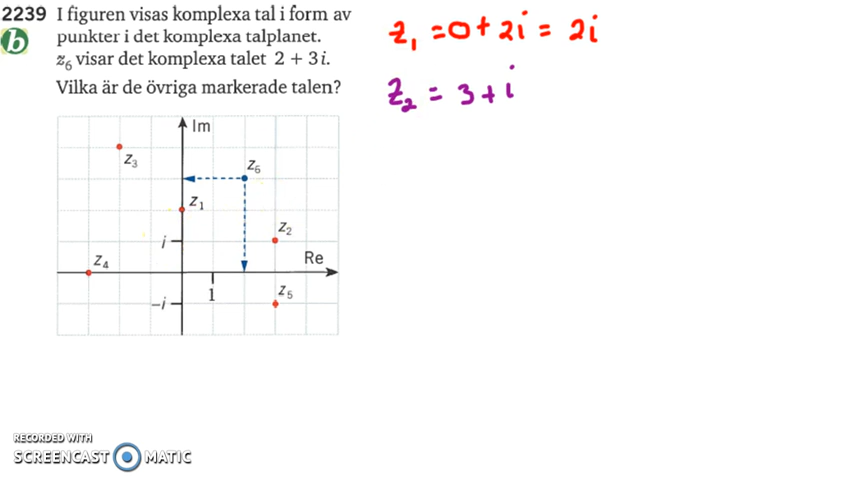 2239 I figuren visas komplexa tal i form av
b punkter i det komplexa talplanet.
z₆ visar det komplexa talet 2 + 3i.
Vilka är de övriga markerade talen?
z₁ = 0 + 2i = 2i
z₂ = 3 + i
Im
z₃
z₆
z₁
z₂
i
z₄
Re
1
z₅
−i
RECORDED WITH
SCREENCAST MATIC